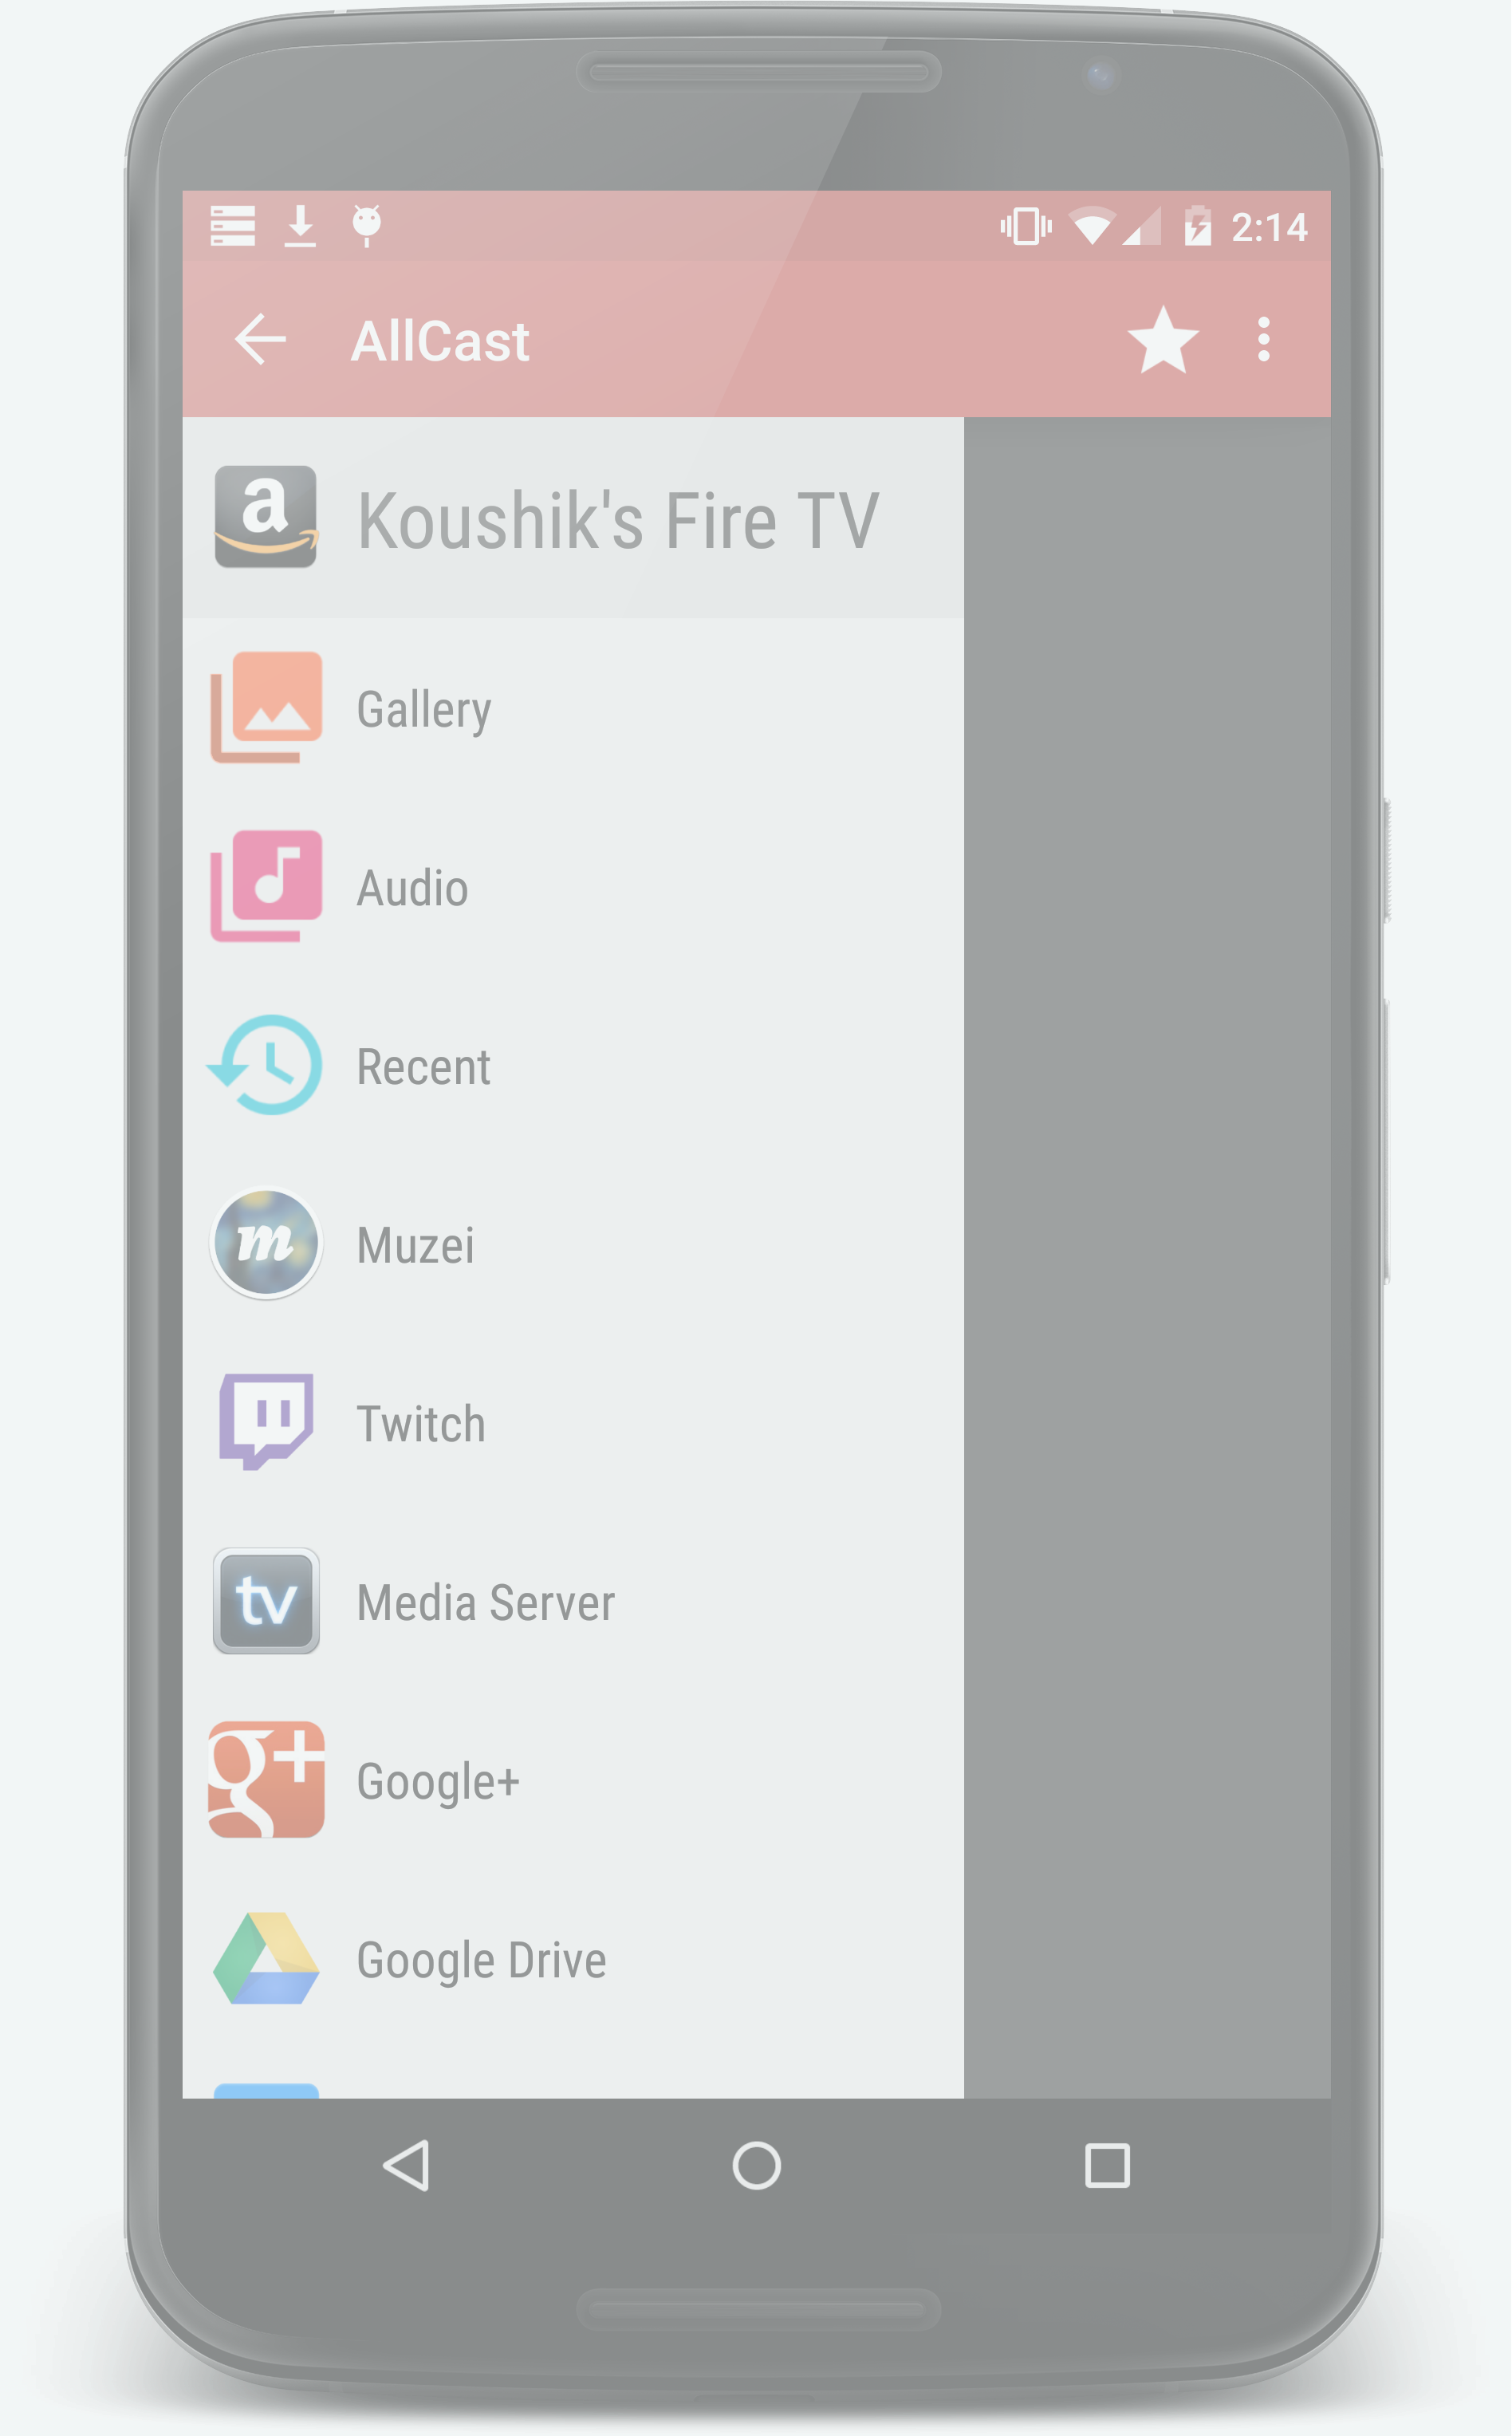 2:14
AllCast
a
Koushik's Fire TV
Gallery
Audio
Recent
m
Muzei
Twitch
tv
Media Server
g+
Google+
Google Drive